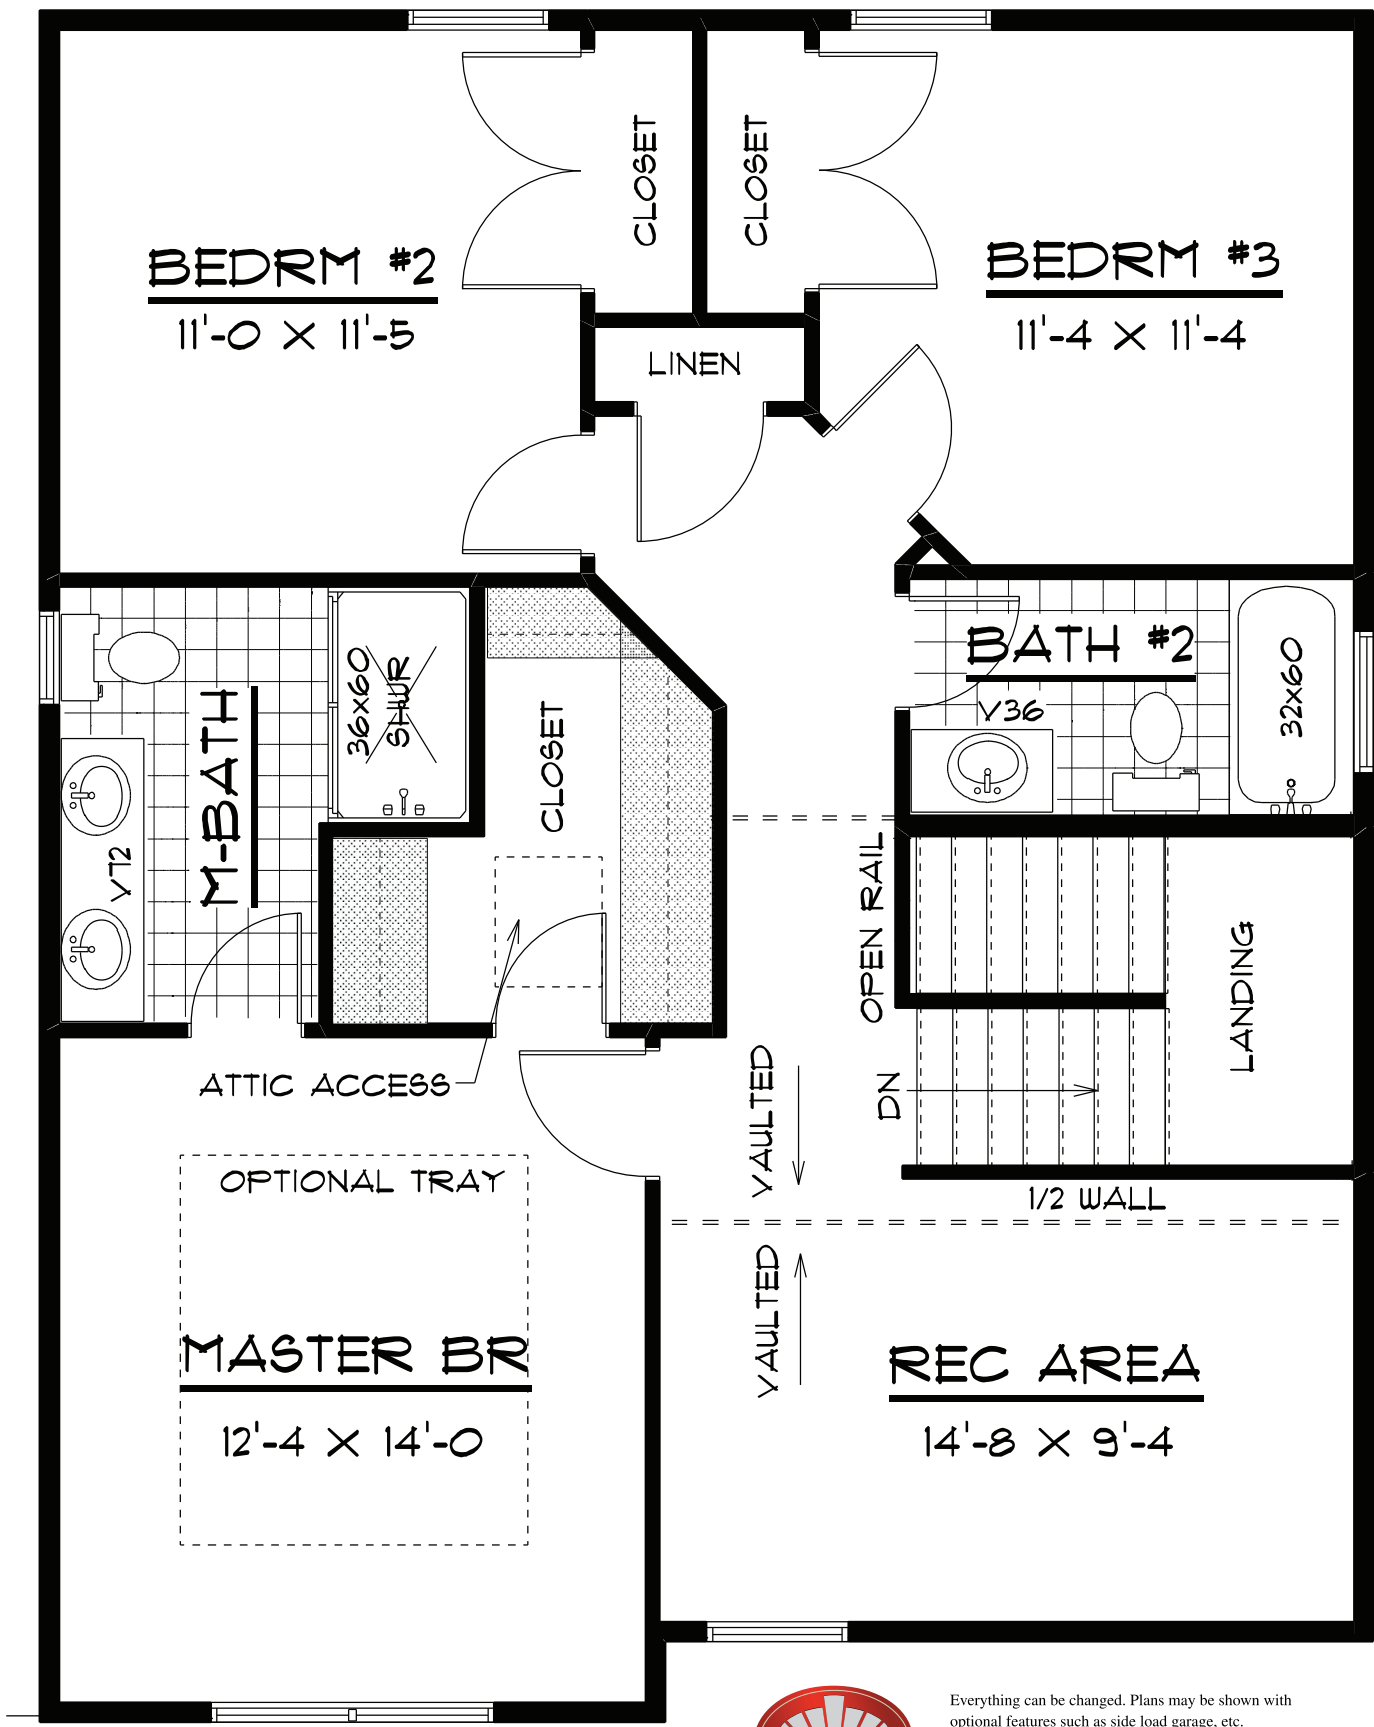 CLOSET
CLOSET
BEDRM #2
11'-0 X 11'-5
BEDRM #3
11'-4 X 11'-4
LINEN
M-BATH
36x60
SHWR
V72
CLOSET
BATH #2
V36
32x60
OPEN RAIL
LANDING
DN
ATTIC ACCESS
VAULTED
OPTIONAL TRAY
1/2 WALL
VAULTED
MASTER BR
12'-4 X 14'-0
REC AREA
14'-8 X 9'-4
Everything can be changed. Plans may be shown with
optional features such as side load garage, etc.